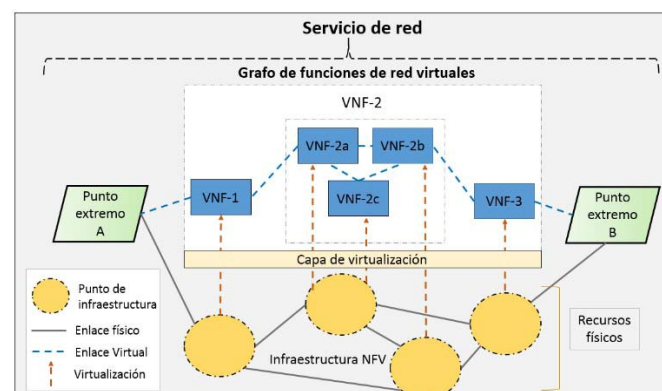 Servicio de red
Grafo de funciones de red virtuales
VNF-2
VNF-2a
VNF-2b
VNF-2c
VNF-1
VNF-3
Punto
extremo
A
Punto
extremo
B
Capa de virtualización
Punto de
infraestructura
Enlace físico
Enlace Virtual
Virtualización
Infraestructura NFV
Recursos
físicos